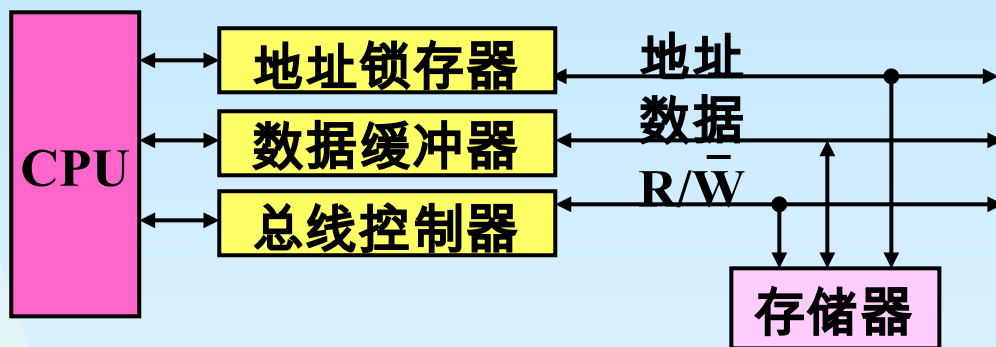 CPU
地址锁存器
数据缓冲器
总线控制器
地址
数据
R/W̅
存储器